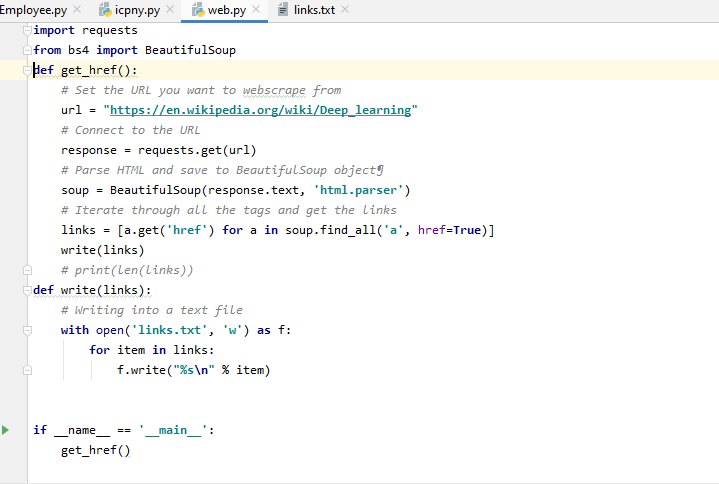 Employee.py × icpny.py × web.py × links.txt ×
import requests
from bs4 import BeautifulSoup
def get_href():
    # Set the URL you want to webscrape from
    url = "https://en.wikipedia.org/wiki/Deep_learning"
    # Connect to the URL
    response = requests.get(url)
    # Parse HTML and save to BeautifulSoup object¶
    soup = BeautifulSoup(response.text, 'html.parser')
    # Iterate through all the tags and get the links
    links = [a.get('href') for a in soup.find_all('a', href=True)]
    write(links)
    # print(len(links))
def write(links):
    # Writing into a text file
    with open('links.txt', 'w') as f:
        for item in links:
            f.write("%s\n" % item)
if __name__ == '__main__':
    get_href()